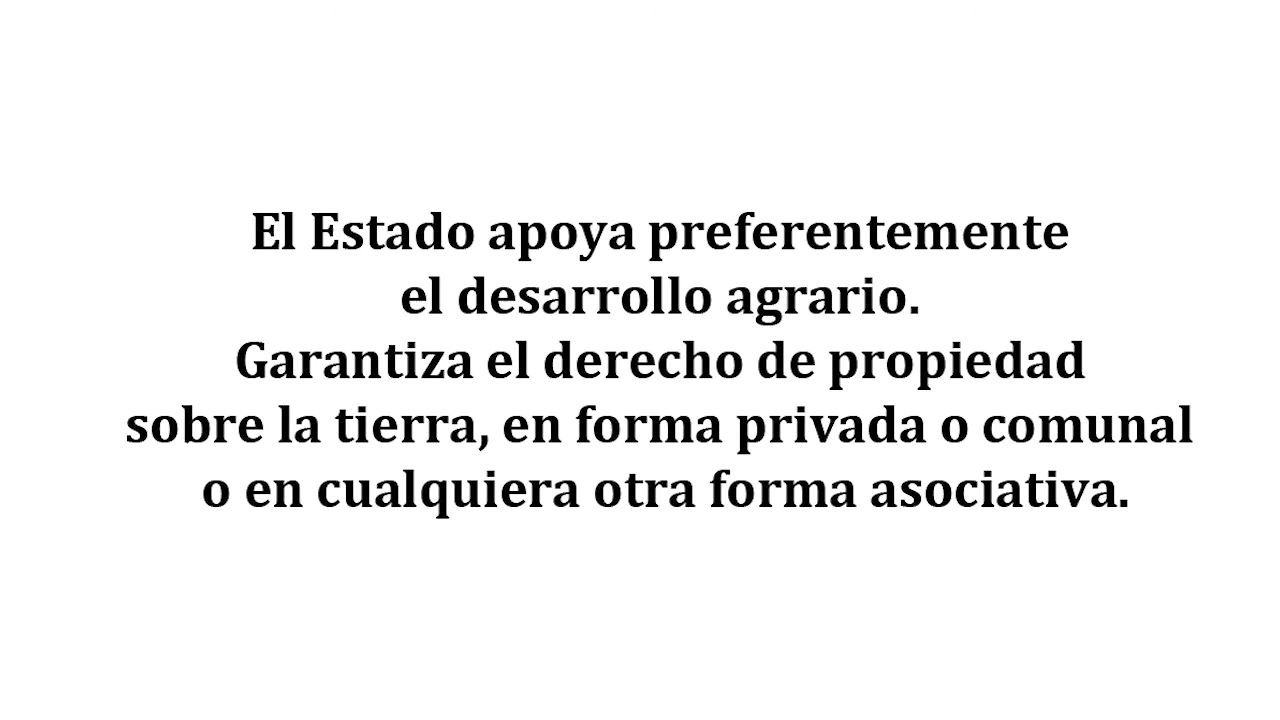 El Estado apoya preferentemente
el desarrollo agrario.
Garantiza el derecho de propiedad
sobre la tierra, en forma privada o comunal
o en cualquiera otra forma asociativa.